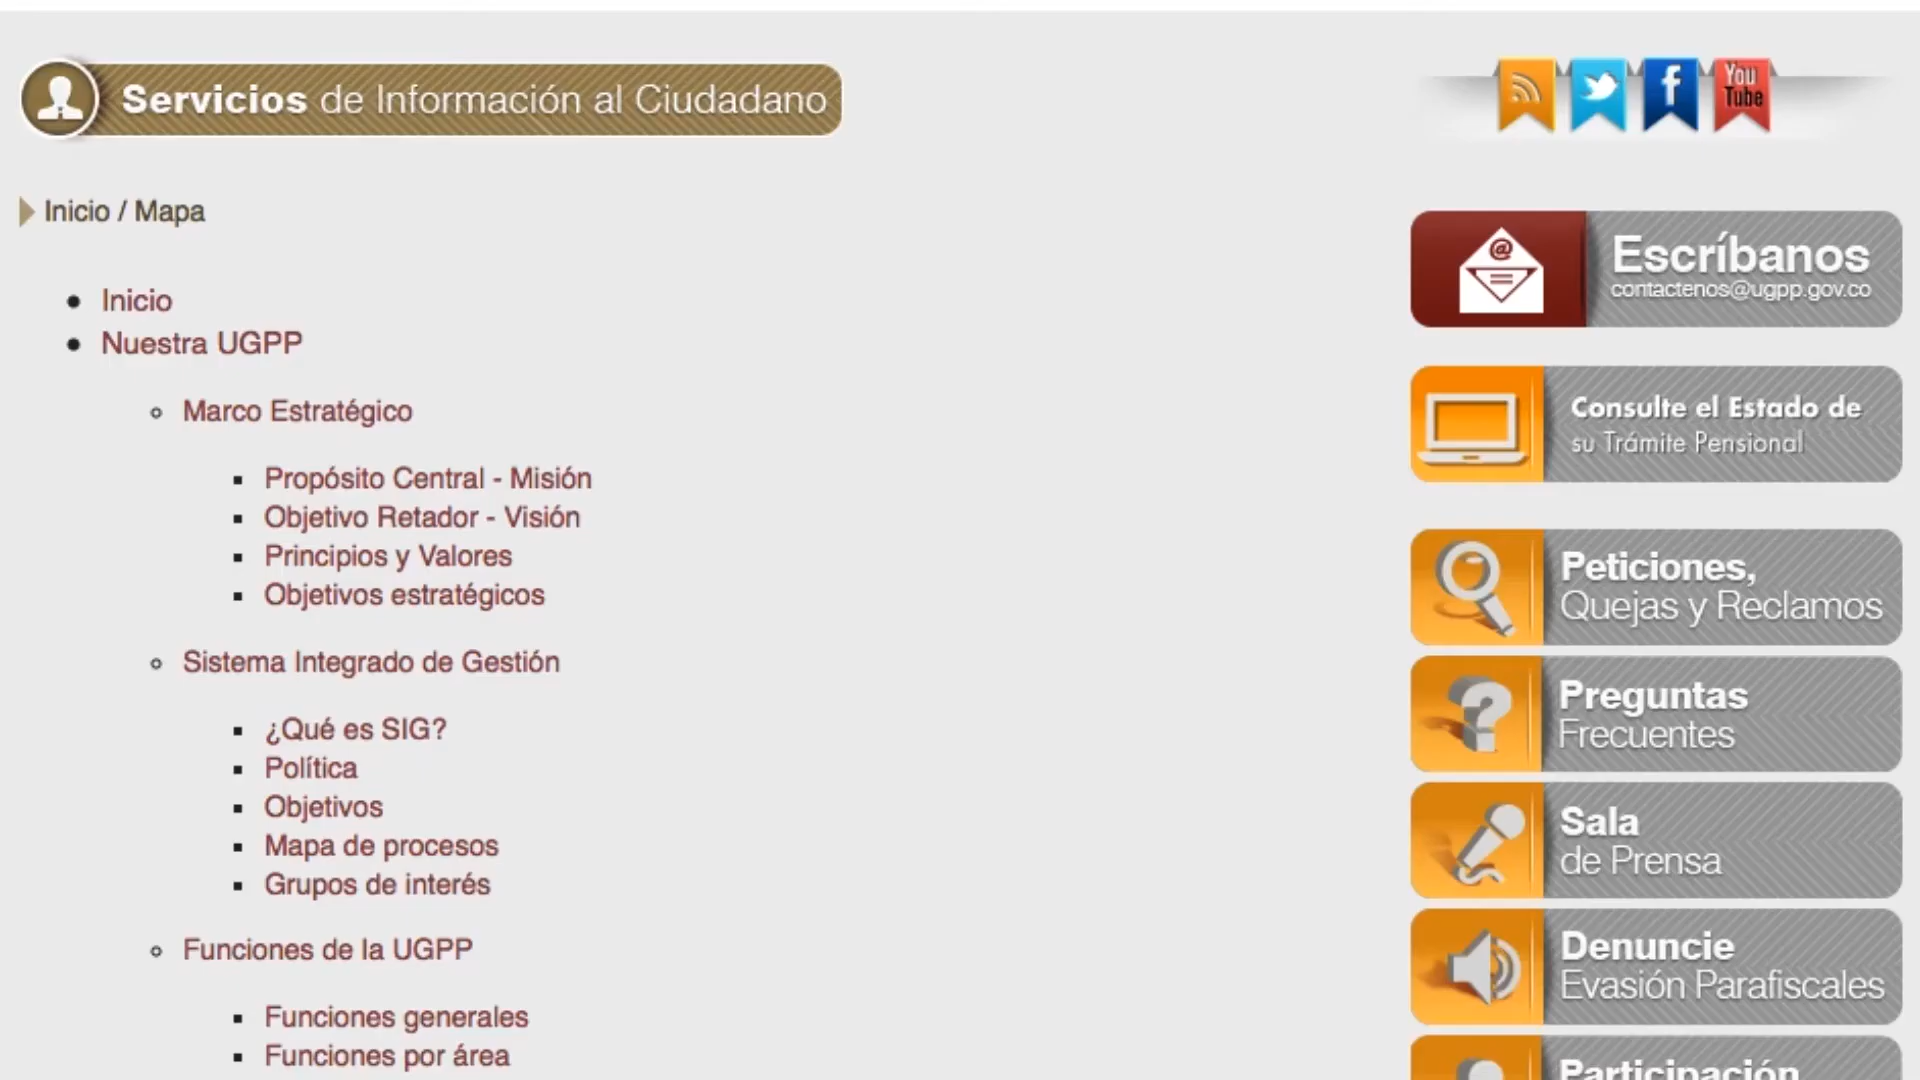 Servicios de Información al Ciudadano
You
Tube
Inicio / Mapa
Inicio
Nuestra UGPP
Marco Estratégico
Propósito Central - Misión
Objetivo Retador - Visión
Principios y Valores
Objetivos estratégicos
Sistema Integrado de Gestión
¿Qué es SIG?
Política
Objetivos
Mapa de procesos
Grupos de interés
Funciones de la UGPP
Funciones generales
Funciones por área
Escríbanos
contactenos@ugpp.gov.co
Consulte el Estado de
su Trámite Pensional
Peticiones,
Quejas y Reclamos
Preguntas
Frecuentes
Sala
de Prensa
Denuncie
Evasión Parafiscales
Participación